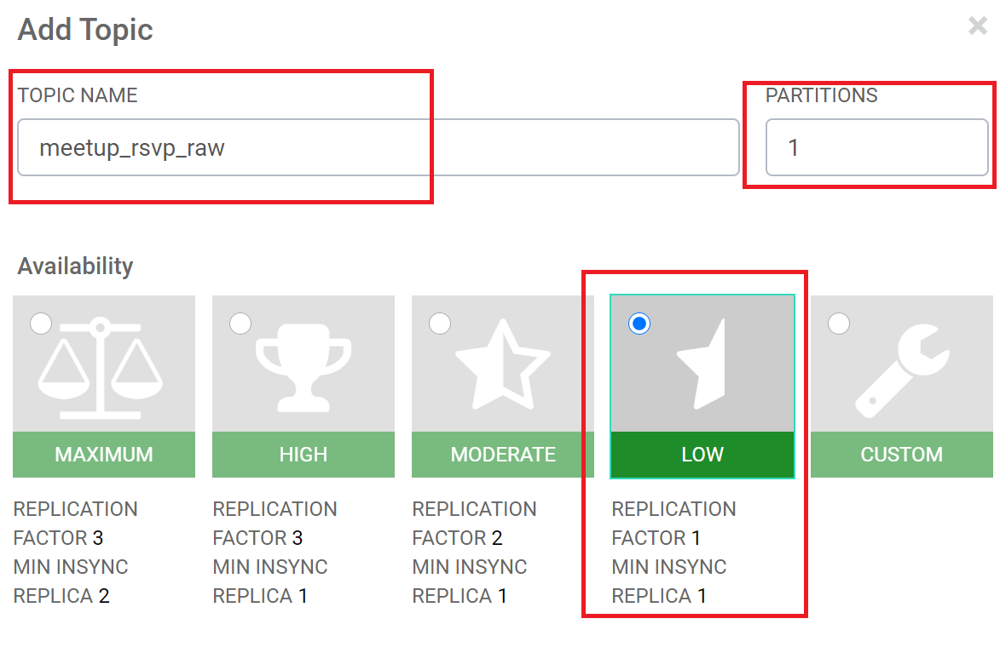 Add Topic
TOPIC NAME
PARTITIONS
meetup_rsvp_raw
1
Availability
MAXIMUM
HIGH
MODERATE
LOW
CUSTOM
REPLICATION
FACTOR 3
MIN INSYNC
REPLICA 2
REPLICATION
FACTOR 3
MIN INSYNC
REPLICA 1
REPLICATION
FACTOR 2
MIN INSYNC
REPLICA 1
REPLICATION
FACTOR 1
MIN INSYNC
REPLICA 1